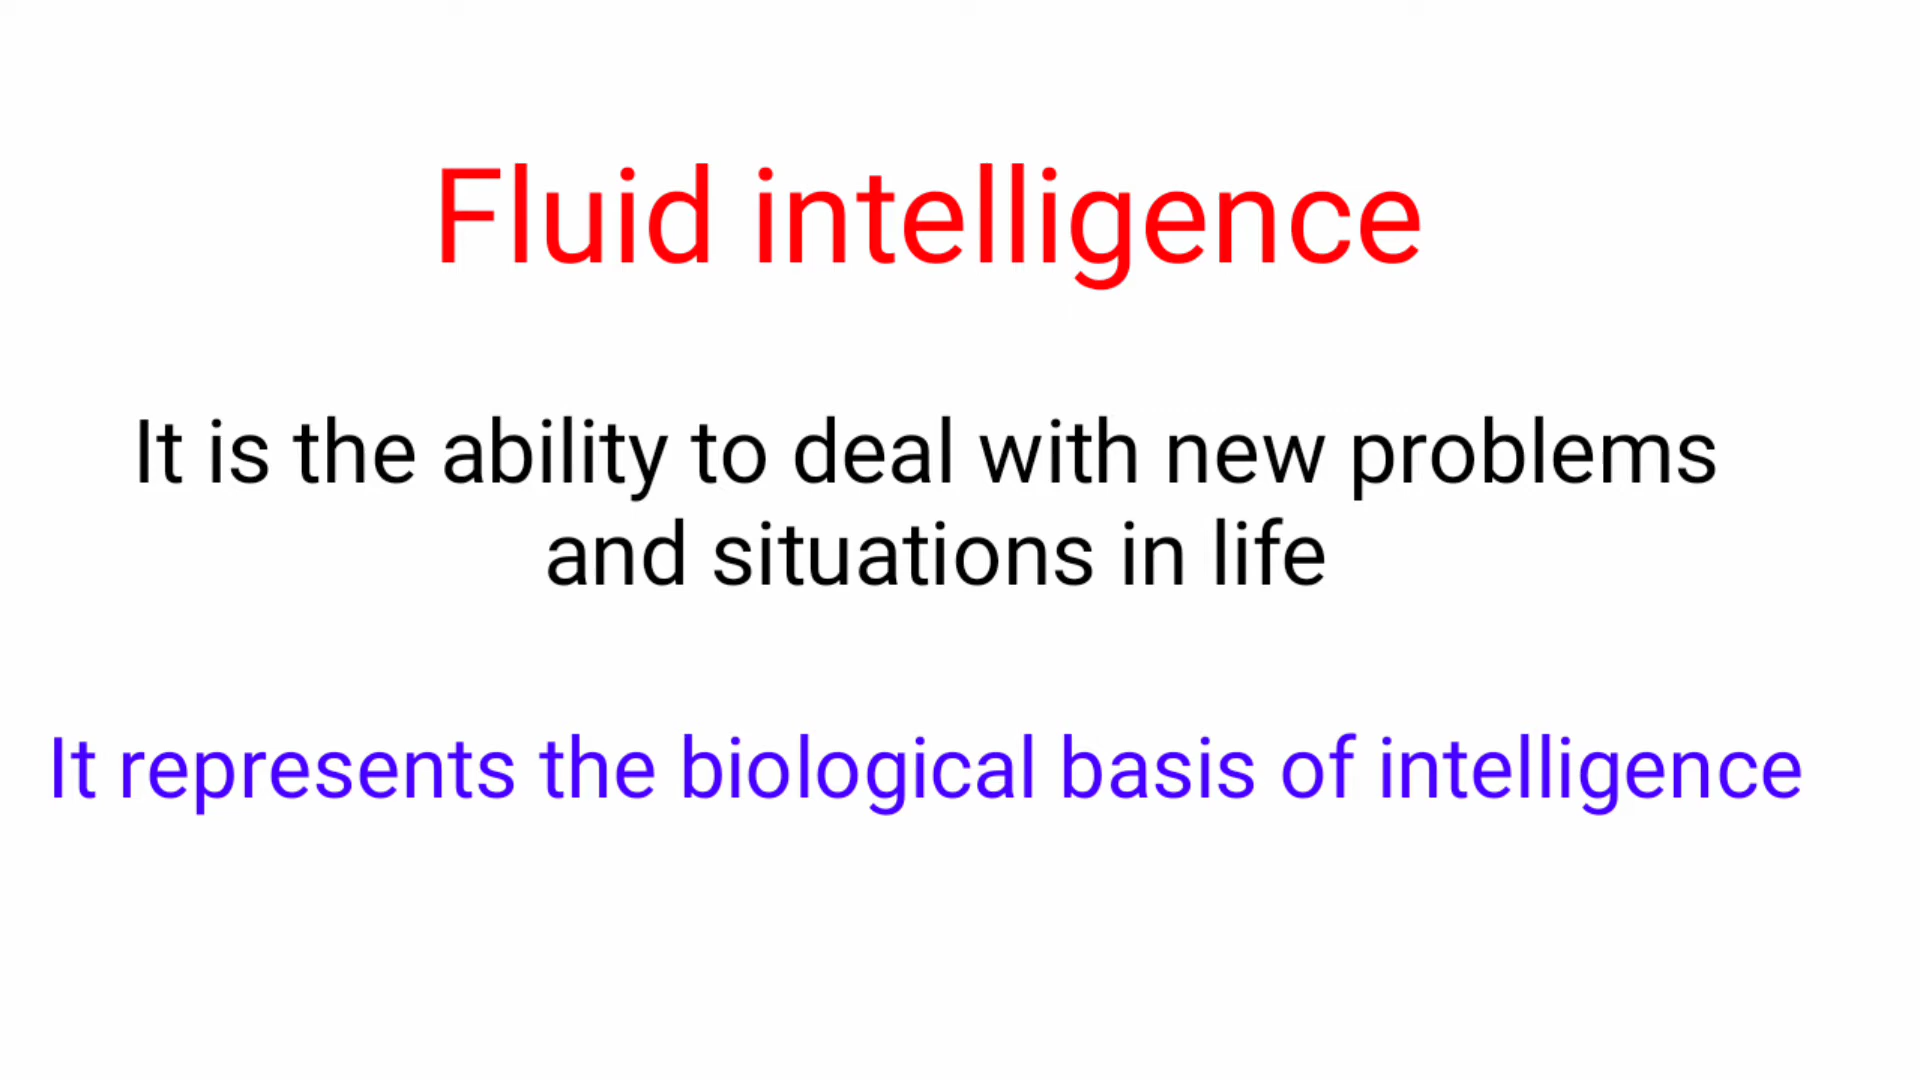 Fluid intelligence
It is the ability to deal with new problems
and situations in life
It represents the biological basis of intelligence